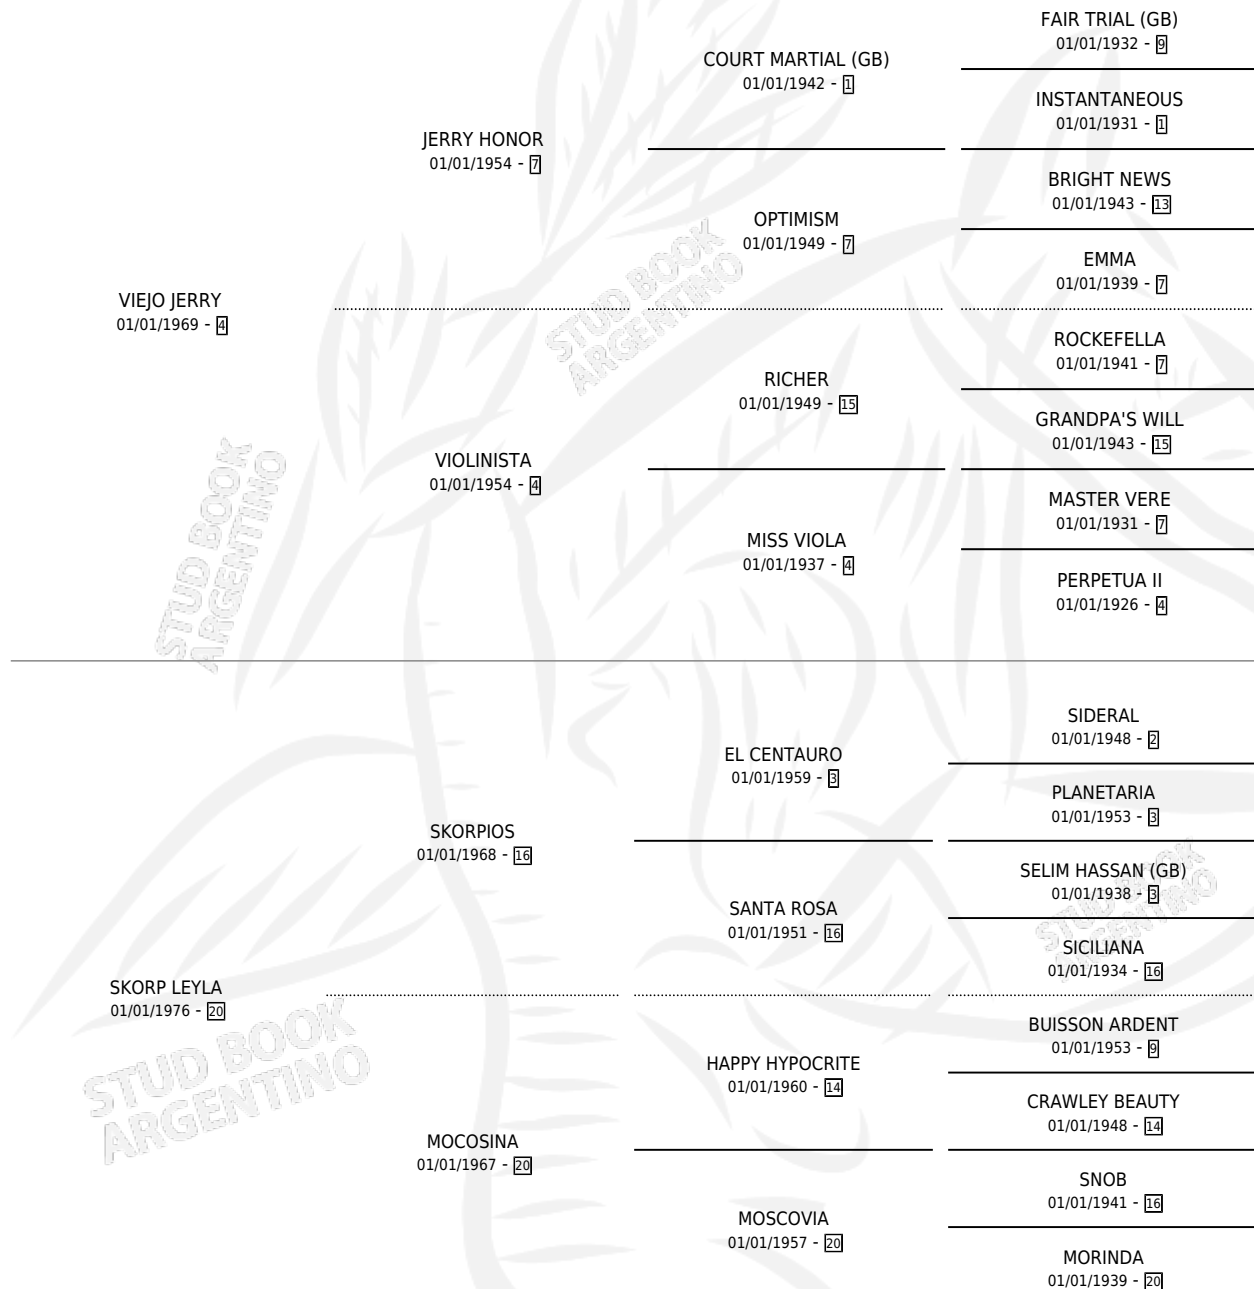 FAIR TRIAL (GB)
01/01/1932 - 9
COURT MARTIAL (GB)
01/01/1942 - 1
INSTANTANEOUS
01/01/1931 - 1
JERRY HONOR
01/01/1954 - 7
BRIGHT NEWS
01/01/1943 - 13
OPTIMISM
01/01/1949 - 7
EMMA
01/01/1939 - 7
VIEJO JERRY
01/01/1969 - 4
ROCKEFELLA
01/01/1941 - 7
RICHER
01/01/1949 - 15
GRANDPA'S WILL
01/01/1943 - 15
VIOLINISTA
01/01/1954 - 4
MASTER VERE
01/01/1931 - 7
MISS VIOLA
01/01/1937 - 4
PERPETUA II
01/01/1926 - 4
SIDERAL
01/01/1948 - 2
EL CENTAURO
01/01/1959 - 3
PLANETARIA
01/01/1953 - 3
SKORPIOS
01/01/1968 - 16
SELIM HASSAN (GB)
01/01/1938 - 3
SANTA ROSA
01/01/1951 - 16
SICILIANA
01/01/1934 - 16
SKORP LEYLA
01/01/1976 - 20
BUISSON ARDENT
01/01/1953 - 9
HAPPY HYPOCRITE
01/01/1960 - 14
CRAWLEY BEAUTY
01/01/1948 - 14
MOCOSINA
01/01/1967 - 20
SNOB
01/01/1941 - 16
MOSCOVIA
01/01/1957 - 20
MORINDA
01/01/1939 - 20
STUD BOOK
ARGENTINO
STUD BOOK
ARGENTINO
STUD BOOK
ARGENTINO
STUD BOOK
ARGENTINO